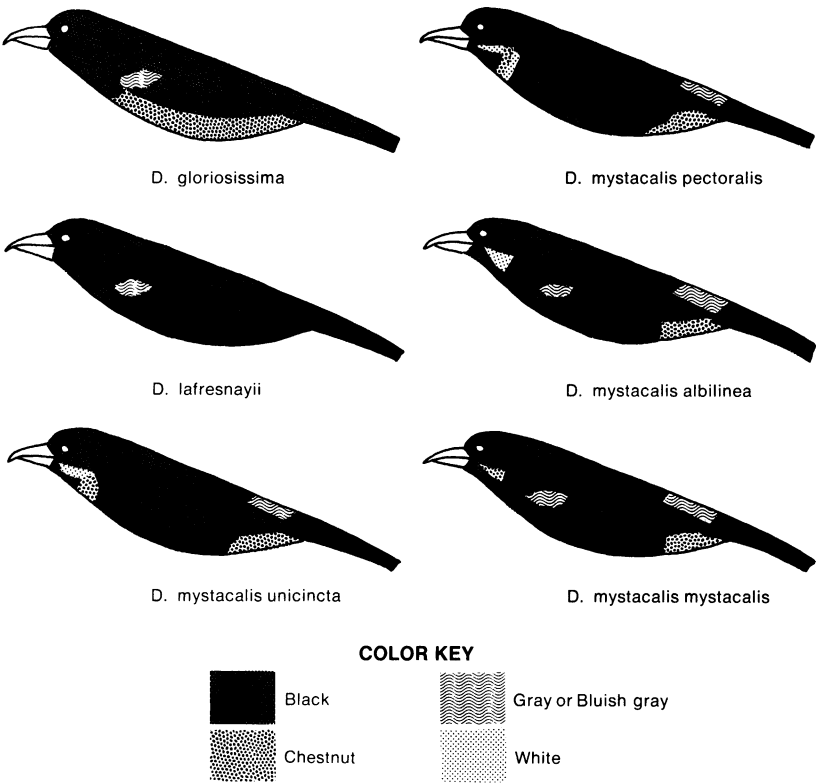 D. gloriosissima
D. mystacalis pectoralis
D. lafresnayii
D. mystacalis albilinea
D. mystacalis unicincta
D. mystacalis mystacalis
COLOR KEY
Black
Gray or Bluish gray
Chestnut
White